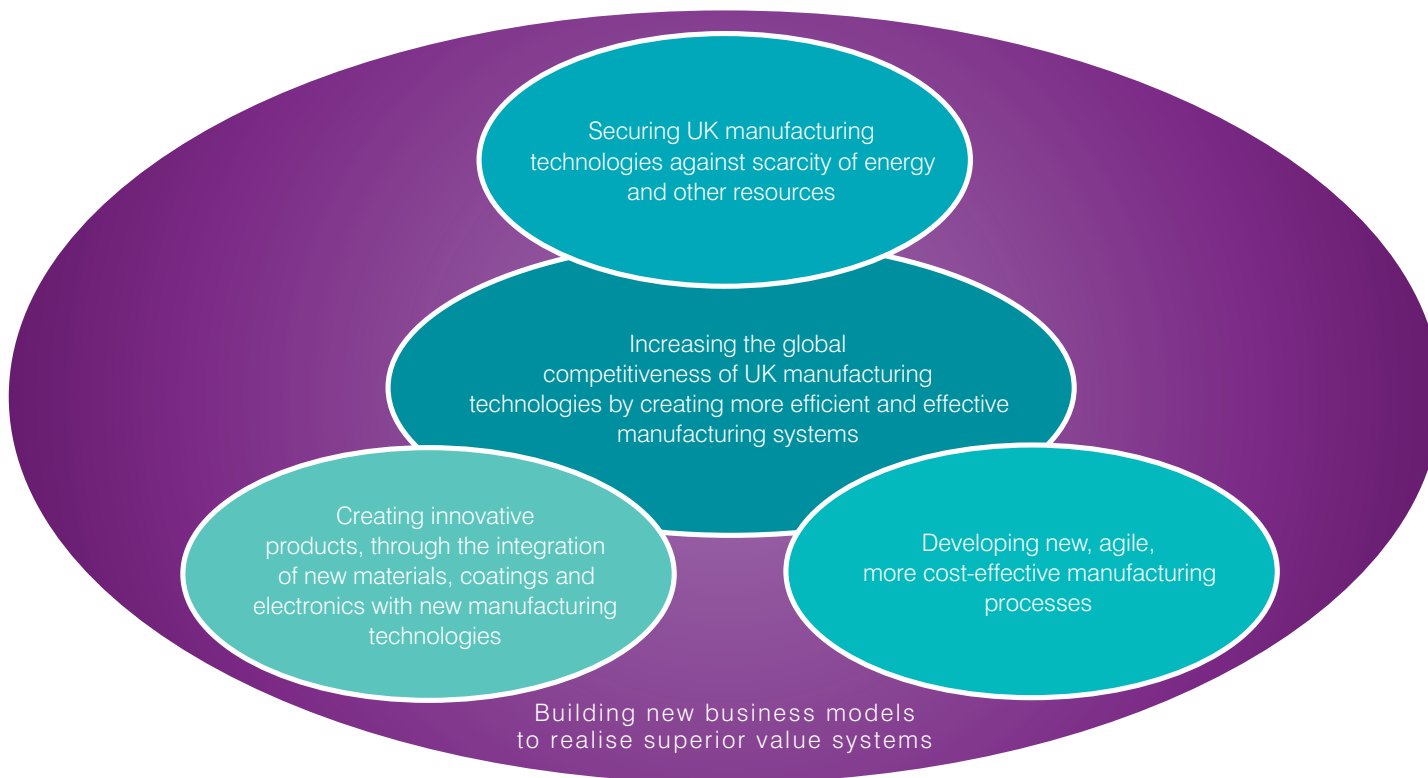 Securing UK manufacturing
technologies against scarcity of energy
and other resources
Increasing the global
competitiveness of UK manufacturing
technologies by creating more efficient and effective
manufacturing systems
Creating innovative
products, through the integration
of new materials, coatings and
electronics with new manufacturing
technologies
Developing new, agile,
more cost-effective manufacturing
processes
Building new business models
to realise superior value systems